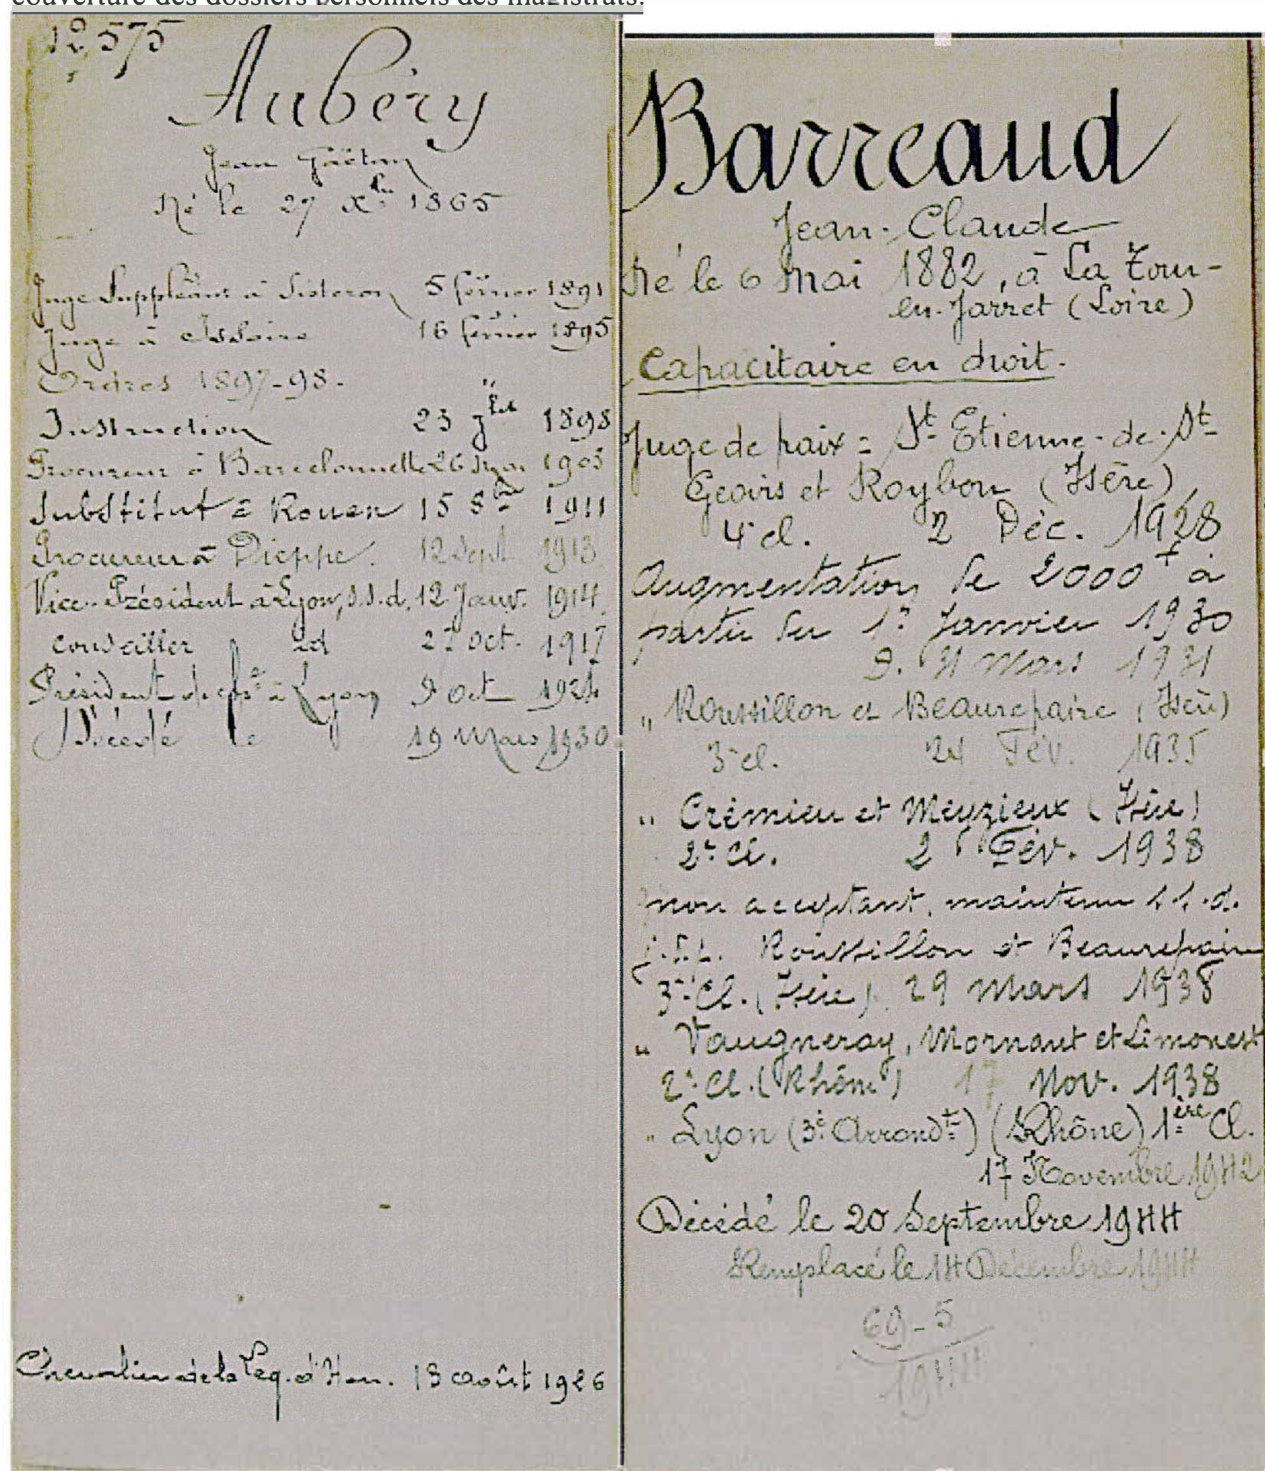 couverture des dossiers personnels des magistrats.
12,575
Aubéry
Jean Gaëtan
Né le 27 Xbre 1865
Juge Suppléant à Sisteron 5 février 1891
Juge à Issoire 16 février 1895
Ordres 1897-98. "
Instruction 23 Jlet 1898
Procureur à Barcelonnette 26 1903
Substitut à Rouen 15 8bre 1911
Procureur à Dieppe. 12 Sept. 1913
Vice-Président à Lyon, s.s.d, 12 Janv. 1914
Conseiller id 27 Oct. 1917
Président de chbre à Lyon 9 Oct 1924
Décédé le 19 Mars 1930
Chevalier de la Lég. d'Hon. 13 août 1926
Barreaud
Jean-Claude
Né le 6 Mai 1882, à La Tour-
en-Jarret (Loire)
Capacitaire en droit.
Juge de paix = St-Etienne-de-St-
Geoirs et Roybon (Isère)
4e cl. 2 Déc. 1928
Augmentation de 2000f à
partir du 1er Janvier 1930
D. 31 Mars 1931
" Roussillon et Beaurepaire (Isère)
3e cl. 24 Fév. 1935
" Crémieu et Meyzieux (Isère)
2e Cl. 2 Fév. 1938
non acceptant, maintenu s.s.d.
J.d.P. Roussillon et Beaurepaire
3e Cl. (Isère) 29 Mars 1938
" Vaugneray, Mornant et Limonest
2e Cl. (Rhône) 17 Nov. 1938
" Lyon (3e Arrondt) (Rhône) 1ère Cl.
17 Novembre 1942
Décédé le 20 Septembre 1944
Remplacé le 14 Décembre 1944
69-5
1944